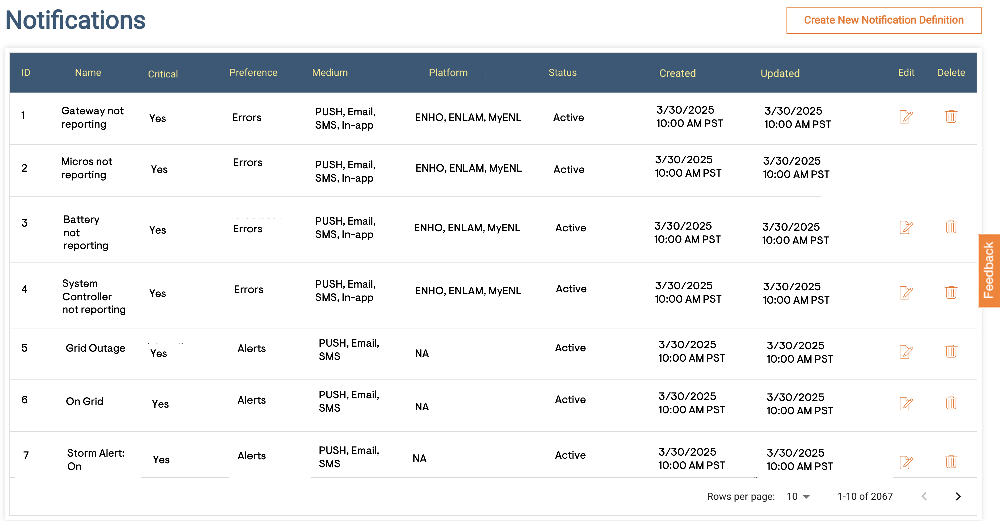 Notifications
Create New Notification Definition
ID Name Critical Preference Medium Platform Status Created Updated Edit Delete
1 Gateway not Yes Errors PUSH, Email, ENHO, ENLAM, MyENL Active 3/30/2025 3/30/2025
reporting SMS, In-app 10:00 AM PST 10:00 AM PST
2 Micros not Yes Errors PUSH, Email, ENHO, ENLAM, MyENL Active 3/30/2025 3/30/2025
reporting SMS, In-app 10:00 AM PST 10:00 AM PST
3 Battery Yes Errors PUSH, Email, ENHO, ENLAM, MyENL Active 3/30/2025 3/30/2025
not SMS, In-app 10:00 AM PST 10:00 AM PST
reporting
4 System Yes Errors PUSH, Email, ENHO, ENLAM, MyENL Active 3/30/2025 3/30/2025
Controller SMS, In-app 10:00 AM PST 10:00 AM PST
not reporting
5 Grid Outage Yes Alerts PUSH, Email, NA Active 3/30/2025 3/30/2025
SMS 10:00 AM PST 10:00 AM PST
6 On Grid Yes Alerts PUSH, Email, NA Active 3/30/2025 3/30/2025
SMS 10:00 AM PST 10:00 AM PST
7 Storm Alert: Yes Alerts PUSH, Email, NA Active 3/30/2025 3/30/2025
On SMS 10:00 AM PST 10:00 AM PST
Rows per page: 10 1-10 of 2067
Feedback